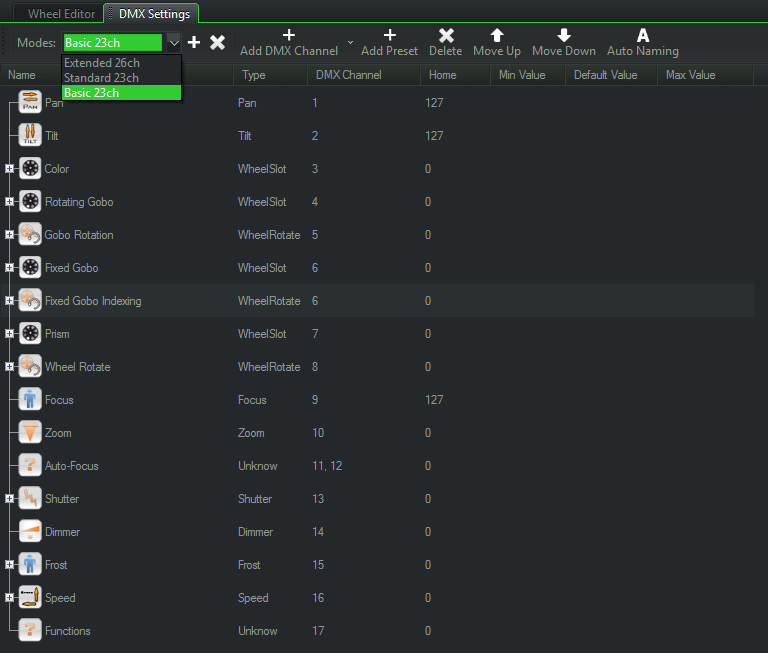 Wheel Editor DMX Settings
Modes: Basic 23ch Add DMX Channel Add Preset Delete Move Up Move Down Auto Naming
Extended 26ch
Standard 23ch
Basic 23ch
Name Type DMX Channel Home Min Value Default Value Max Value
PAN Pan Pan 1 127
TILT Tilt Tilt 2 127
Color WheelSlot 3 0
Rotating Gobo WheelSlot 4 0
Gobo Rotation WheelRotate 5 0
Fixed Gobo WheelSlot 6 0
Fixed Gobo Indexing WheelRotate 6 0
Prism WheelSlot 7 0
Wheel Rotate WheelRotate 8 0
Focus Focus 9 127
Zoom Zoom 10 0
? Auto-Focus Unknow 11, 12 0
Shutter Shutter 13 0
Dimmer Dimmer 14 0
Frost Frost 15 0
Speed Speed 16 0
? Functions Unknow 17 0